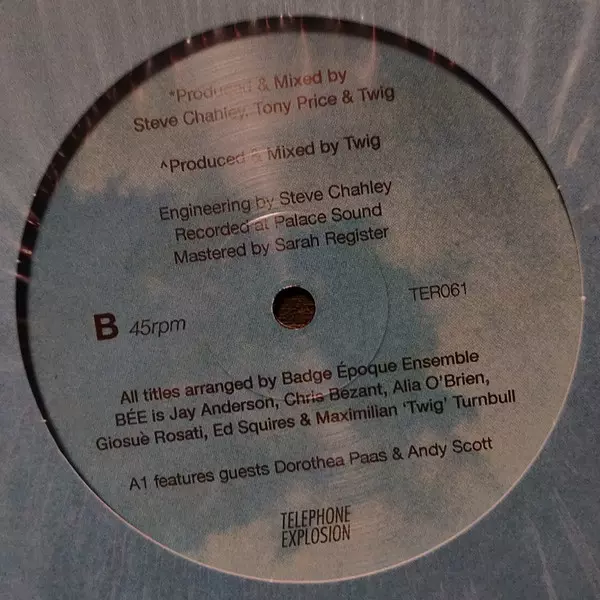 *Produced & Mixed by
Steve Chahley, Tony Price & Twig
^Produced & Mixed by Twig
Engineering by Steve Chahley
Recorded at Palace Sound
Mastered by Sarah Register
B 45rpm
TER061
All titles arranged by Badge Époque Ensemble
BÉE is Jay Anderson, Chris Bezant, Alia O'Brien,
Giosuè Rosati, Ed Squires & Maximilian ‘Twig’ Turnbull
A1 features guests Dorothea Paas & Andy Scott
TELEPHONE
EXPLOSION